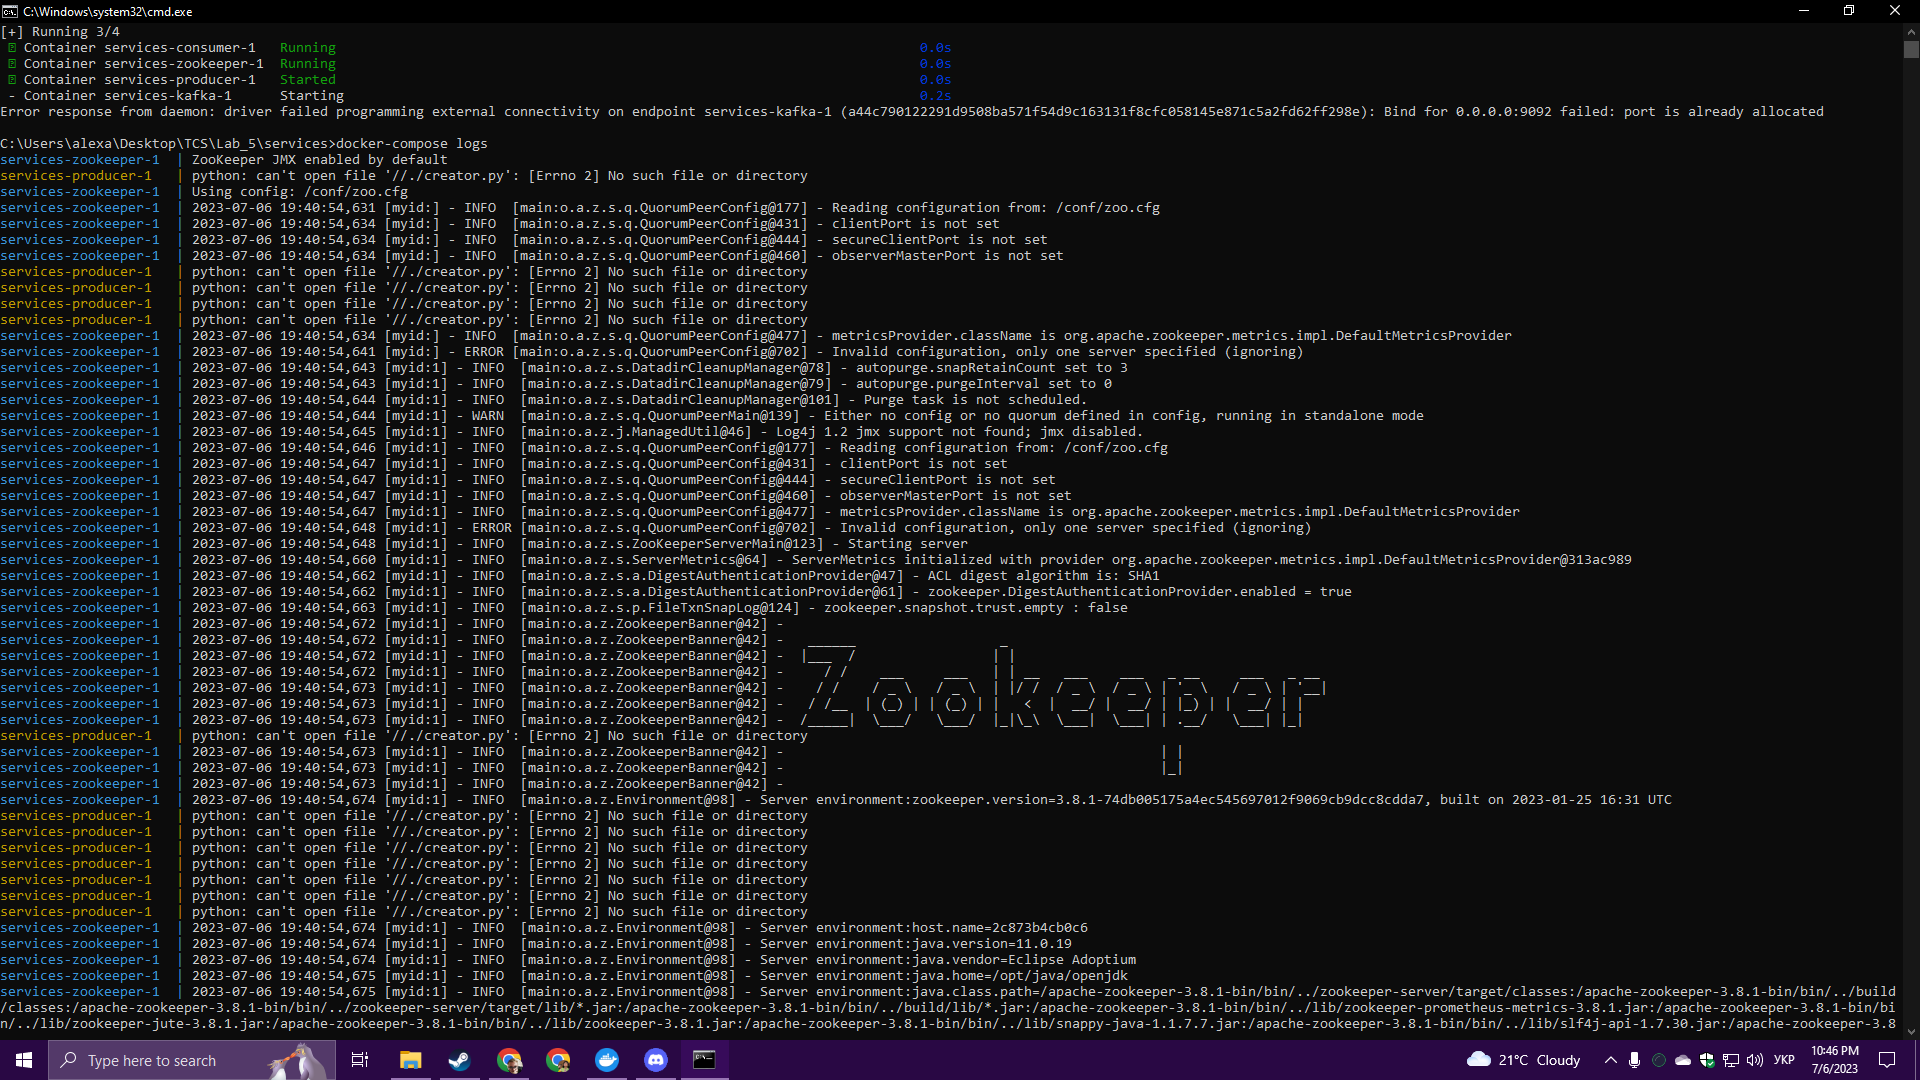 C:\Windows\system32\cmd.exe
[+] Running 3/4
Container services-consumer-1 Running 0.0s
Container services-zookeeper-1 Running 0.0s
Container services-producer-1 Started 0.0s
- Container services-kafka-1 Starting 0.2s
Error response from daemon: driver failed programming external connectivity on endpoint services-kafka-1 (a44c790122291d9508ba571f54d9c163131f8cfc058145e871c5a2fd62ff298e): Bind for 0.0.0.0:9092 failed: port is already allocated
C:\Users\alexa\Desktop\TCS\Lab_5\services>docker-compose logs
services-zookeeper-1 | ZooKeeper JMX enabled by default
services-producer-1 | python: can't open file '//./creator.py': [Errno 2] No such file or directory
services-zookeeper-1 | Using config: /conf/zoo.cfg
services-zookeeper-1 | 2023-07-06 19:40:54,631 [myid:] - INFO [main:o.a.z.s.q.QuorumPeerConfig@177] - Reading configuration from: /conf/zoo.cfg
services-zookeeper-1 | 2023-07-06 19:40:54,634 [myid:] - INFO [main:o.a.z.s.q.QuorumPeerConfig@431] - clientPort is not set
services-zookeeper-1 | 2023-07-06 19:40:54,634 [myid:] - INFO [main:o.a.z.s.q.QuorumPeerConfig@444] - secureClientPort is not set
services-zookeeper-1 | 2023-07-06 19:40:54,634 [myid:] - INFO [main:o.a.z.s.q.QuorumPeerConfig@460] - observerMasterPort is not set
services-producer-1 | python: can't open file '//./creator.py': [Errno 2] No such file or directory
services-producer-1 | python: can't open file '//./creator.py': [Errno 2] No such file or directory
services-producer-1 | python: can't open file '//./creator.py': [Errno 2] No such file or directory
services-producer-1 | python: can't open file '//./creator.py': [Errno 2] No such file or directory
services-zookeeper-1 | 2023-07-06 19:40:54,634 [myid:] - INFO [main:o.a.z.s.q.QuorumPeerConfig@477] - metricsProvider.className is org.apache.zookeeper.metrics.impl.DefaultMetricsProvider
services-zookeeper-1 | 2023-07-06 19:40:54,641 [myid:] - ERROR [main:o.a.z.s.q.QuorumPeerConfig@702] - Invalid configuration, only one server specified (ignoring)
services-zookeeper-1 | 2023-07-06 19:40:54,643 [myid:1] - INFO [main:o.a.z.s.DatadirCleanupManager@78] - autopurge.snapRetainCount set to 3
services-zookeeper-1 | 2023-07-06 19:40:54,643 [myid:1] - INFO [main:o.a.z.s.DatadirCleanupManager@79] - autopurge.purgeInterval set to 0
services-zookeeper-1 | 2023-07-06 19:40:54,644 [myid:1] - INFO [main:o.a.z.s.DatadirCleanupManager@101] - Purge task is not scheduled.
services-zookeeper-1 | 2023-07-06 19:40:54,644 [myid:1] - WARN [main:o.a.z.s.q.QuorumPeerMain@139] - Either no config or no quorum defined in config, running in standalone mode
services-zookeeper-1 | 2023-07-06 19:40:54,645 [myid:1] - INFO [main:o.a.z.j.ManagedUtil@46] - Log4j 1.2 jmx support not found; jmx disabled.
services-zookeeper-1 | 2023-07-06 19:40:54,646 [myid:1] - INFO [main:o.a.z.s.q.QuorumPeerConfig@177] - Reading configuration from: /conf/zoo.cfg
services-zookeeper-1 | 2023-07-06 19:40:54,647 [myid:1] - INFO [main:o.a.z.s.q.QuorumPeerConfig@431] - clientPort is not set
services-zookeeper-1 | 2023-07-06 19:40:54,647 [myid:1] - INFO [main:o.a.z.s.q.QuorumPeerConfig@444] - secureClientPort is not set
services-zookeeper-1 | 2023-07-06 19:40:54,647 [myid:1] - INFO [main:o.a.z.s.q.QuorumPeerConfig@460] - observerMasterPort is not set
services-zookeeper-1 | 2023-07-06 19:40:54,647 [myid:1] - INFO [main:o.a.z.s.q.QuorumPeerConfig@477] - metricsProvider.className is org.apache.zookeeper.metrics.impl.DefaultMetricsProvider
services-zookeeper-1 | 2023-07-06 19:40:54,648 [myid:1] - ERROR [main:o.a.z.s.q.QuorumPeerConfig@702] - Invalid configuration, only one server specified (ignoring)
services-zookeeper-1 | 2023-07-06 19:40:54,648 [myid:1] - INFO [main:o.a.z.s.ZooKeeperServerMain@123] - Starting server
services-zookeeper-1 | 2023-07-06 19:40:54,660 [myid:1] - INFO [main:o.a.z.s.ServerMetrics@64] - ServerMetrics initialized with provider org.apache.zookeeper.metrics.impl.DefaultMetricsProvider@313ac989
services-zookeeper-1 | 2023-07-06 19:40:54,662 [myid:1] - INFO [main:o.a.z.s.a.DigestAuthenticationProvider@47] - ACL digest algorithm is: SHA1
services-zookeeper-1 | 2023-07-06 19:40:54,662 [myid:1] - INFO [main:o.a.z.s.a.DigestAuthenticationProvider@61] - zookeeper.DigestAuthenticationProvider.enabled = true
services-zookeeper-1 | 2023-07-06 19:40:54,663 [myid:1] - INFO [main:o.a.z.s.p.FileTxnSnapLog@124] - zookeeper.snapshot.trust.empty : false
services-zookeeper-1 | 2023-07-06 19:40:54,672 [myid:1] - INFO [main:o.a.z.ZookeeperBanner@42] -
services-zookeeper-1 | 2023-07-06 19:40:54,672 [myid:1] - INFO [main:o.a.z.ZookeeperBanner@42] -
services-zookeeper-1 | 2023-07-06 19:40:54,672 [myid:1] - INFO [main:o.a.z.ZookeeperBanner@42] -
services-zookeeper-1 | 2023-07-06 19:40:54,672 [myid:1] - INFO [main:o.a.z.ZookeeperBanner@42] -
services-zookeeper-1 | 2023-07-06 19:40:54,673 [myid:1] - INFO [main:o.a.z.ZookeeperBanner@42] - Zookeeper
services-zookeeper-1 | 2023-07-06 19:40:54,673 [myid:1] - INFO [main:o.a.z.ZookeeperBanner@42] -
services-zookeeper-1 | 2023-07-06 19:40:54,673 [myid:1] - INFO [main:o.a.z.ZookeeperBanner@42] -
services-producer-1 | python: can't open file '//./creator.py': [Errno 2] No such file or directory
services-zookeeper-1 | 2023-07-06 19:40:54,673 [myid:1] - INFO [main:o.a.z.ZookeeperBanner@42] -
services-zookeeper-1 | 2023-07-06 19:40:54,673 [myid:1] - INFO [main:o.a.z.ZookeeperBanner@42] -
services-zookeeper-1 | 2023-07-06 19:40:54,673 [myid:1] - INFO [main:o.a.z.ZookeeperBanner@42] -
services-zookeeper-1 | 2023-07-06 19:40:54,674 [myid:1] - INFO [main:o.a.z.Environment@98] - Server environment:zookeeper.version=3.8.1-74db005175a4ec545697012f9069cb9dcc8cdda7, built on 2023-01-25 16:31 UTC
services-producer-1 | python: can't open file '//./creator.py': [Errno 2] No such file or directory
services-producer-1 | python: can't open file '//./creator.py': [Errno 2] No such file or directory
services-producer-1 | python: can't open file '//./creator.py': [Errno 2] No such file or directory
services-producer-1 | python: can't open file '//./creator.py': [Errno 2] No such file or directory
services-producer-1 | python: can't open file '//./creator.py': [Errno 2] No such file or directory
services-producer-1 | python: can't open file '//./creator.py': [Errno 2] No such file or directory
services-producer-1 | python: can't open file '//./creator.py': [Errno 2] No such file or directory
services-zookeeper-1 | 2023-07-06 19:40:54,674 [myid:1] - INFO [main:o.a.z.Environment@98] - Server environment:host.name=2c873b4cb0c6
services-zookeeper-1 | 2023-07-06 19:40:54,674 [myid:1] - INFO [main:o.a.z.Environment@98] - Server environment:java.version=11.0.19
services-zookeeper-1 | 2023-07-06 19:40:54,674 [myid:1] - INFO [main:o.a.z.Environment@98] - Server environment:java.vendor=Eclipse Adoptium
services-zookeeper-1 | 2023-07-06 19:40:54,675 [myid:1] - INFO [main:o.a.z.Environment@98] - Server environment:java.home=/opt/java/openjdk
services-zookeeper-1 | 2023-07-06 19:40:54,675 [myid:1] - INFO [main:o.a.z.Environment@98] - Server environment:java.class.path=/apache-zookeeper-3.8.1-bin/bin/../zookeeper-server/target/classes:/apache-zookeeper-3.8.1-bin/bin/../build
/classes:/apache-zookeeper-3.8.1-bin/bin/../zookeeper-server/target/lib/*.jar:/apache-zookeeper-3.8.1-bin/bin/../build/lib/*.jar:/apache-zookeeper-3.8.1-bin/bin/../lib/zookeeper-prometheus-metrics-3.8.1.jar:/apache-zookeeper-3.8.1-bin/bi
n/../lib/zookeeper-jute-3.8.1.jar:/apache-zookeeper-3.8.1-bin/bin/../lib/zookeeper-3.8.1.jar:/apache-zookeeper-3.8.1-bin/bin/../lib/snappy-java-1.1.7.7.jar:/apache-zookeeper-3.8.1-bin/bin/../lib/slf4j-api-1.7.30.jar:/apache-zookeeper-3.8
Type here to search
21°C Cloudy
УКР
10:46 PM
7/6/2023